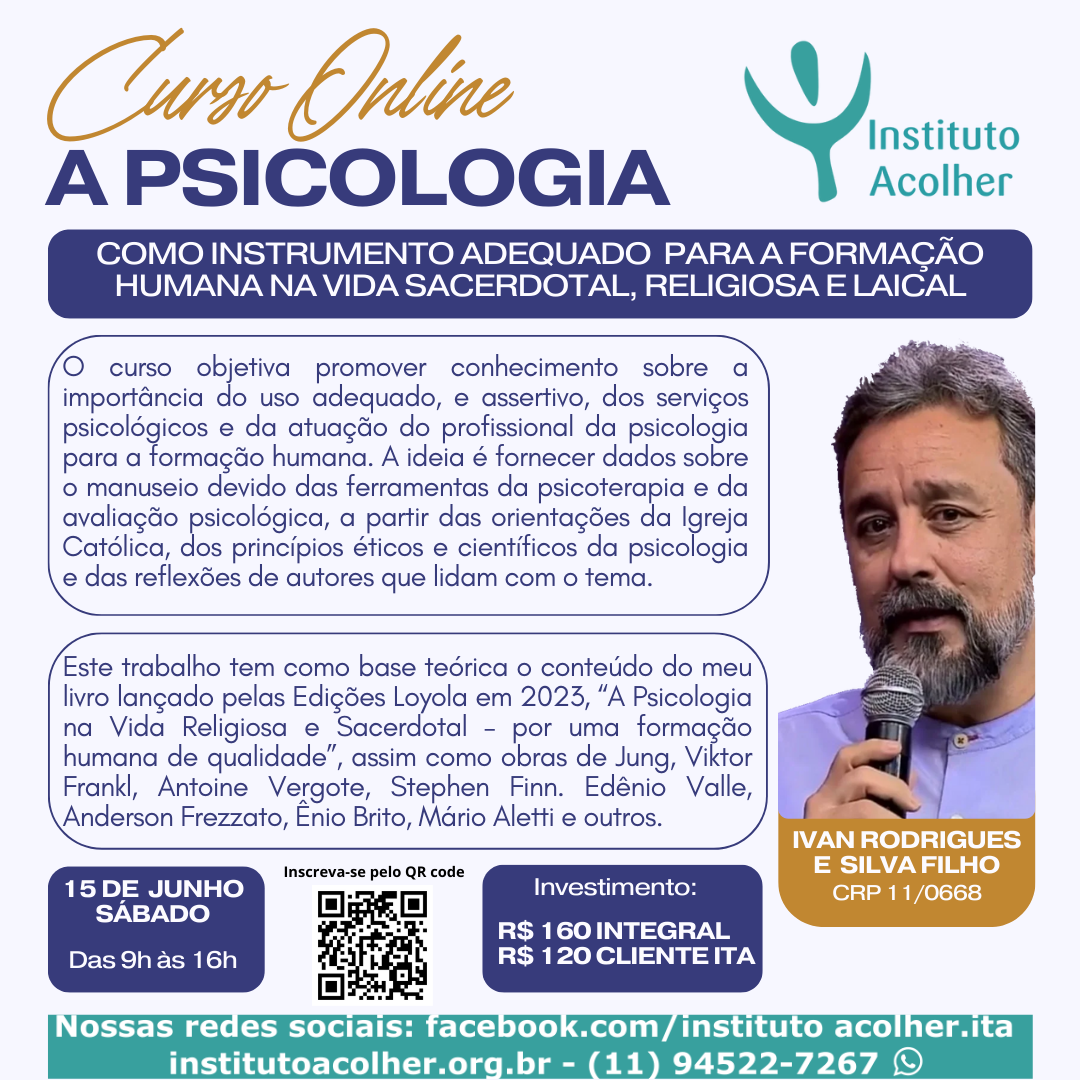 Curso Online
A PSICOLOGIA
Instituto
Acolher
COMO INSTRUMENTO ADEQUADO PARA A FORMAÇÃO
HUMANA NA VIDA SACERDOTAL, RELIGIOSA E LAICAL
O curso objetiva promover conhecimento sobre a
importância do uso adequado, e assertivo, dos serviços
psicológicos e da atuação do profissional da psicologia
para a formação humana. A ideia é fornecer dados sobre
o manuseio devido das ferramentas da psicoterapia e da
avaliação psicológica, a partir das orientações da Igreja
Católica, dos princípios éticos e científicos da psicologia
e das reflexões de autores que lidam com o tema.
Este trabalho tem como base teórica o conteúdo do meu
livro lançado pelas Edições Loyola em 2023, “A Psicologia
na Vida Religiosa e Sacerdotal – por uma formação
humana de qualidade”, assim como obras de Jung, Viktor
Frankl, Antoine Vergote, Stephen Finn. Edênio Valle,
Anderson Frezzato, Ênio Brito, Mário Aletti e outros.
IVAN RODRIGUES
E SILVA FILHO
CRP 11/0668
15 DE JUNHO
SÁBADO
Das 9h às 16h
Inscreva-se pelo QR code
Investimento:
R$ 160 INTEGRAL
R$ 120 CLIENTE ITA
Nossas redes sociais: facebook.com/instituto acolher.ita
institutoacolher.org.br - (11) 94522-7267